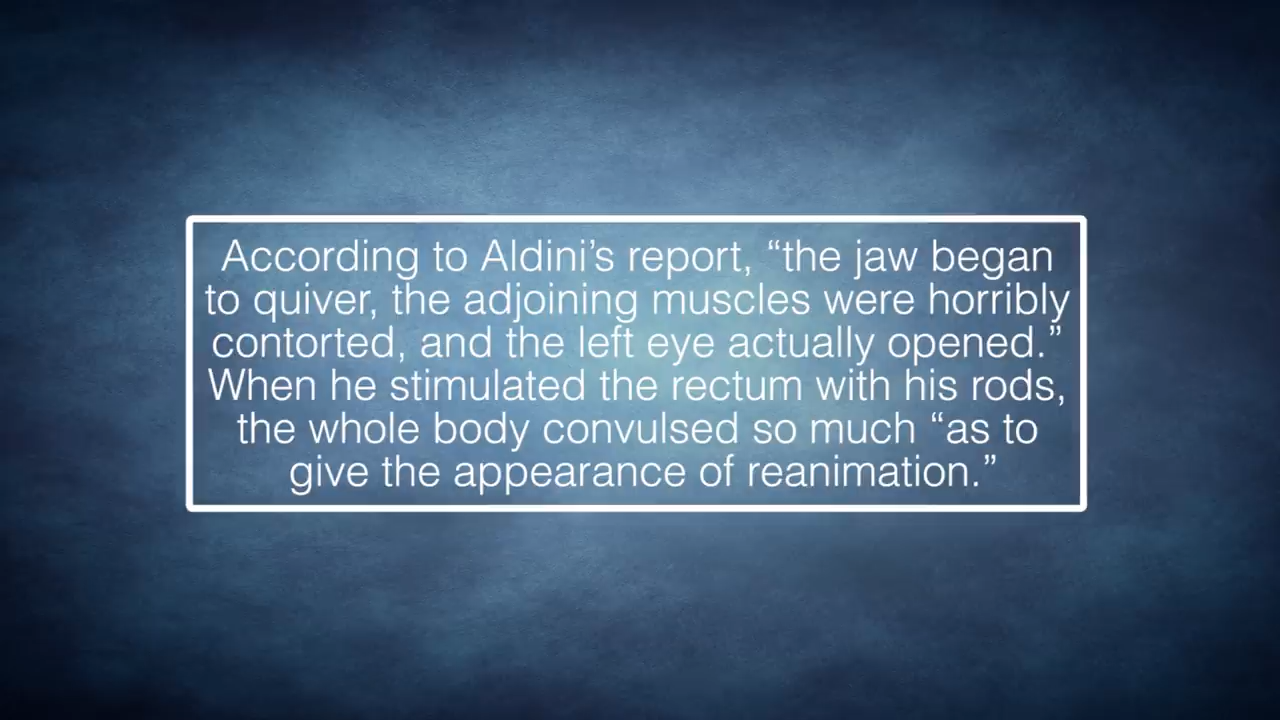 According to Aldini’s report, “the jaw began
to quiver, the adjoining muscles were horribly
contorted, and the left eye actually opened.”
When he stimulated the rectum with his rods,
the whole body convulsed so much “as to
give the appearance of reanimation.”